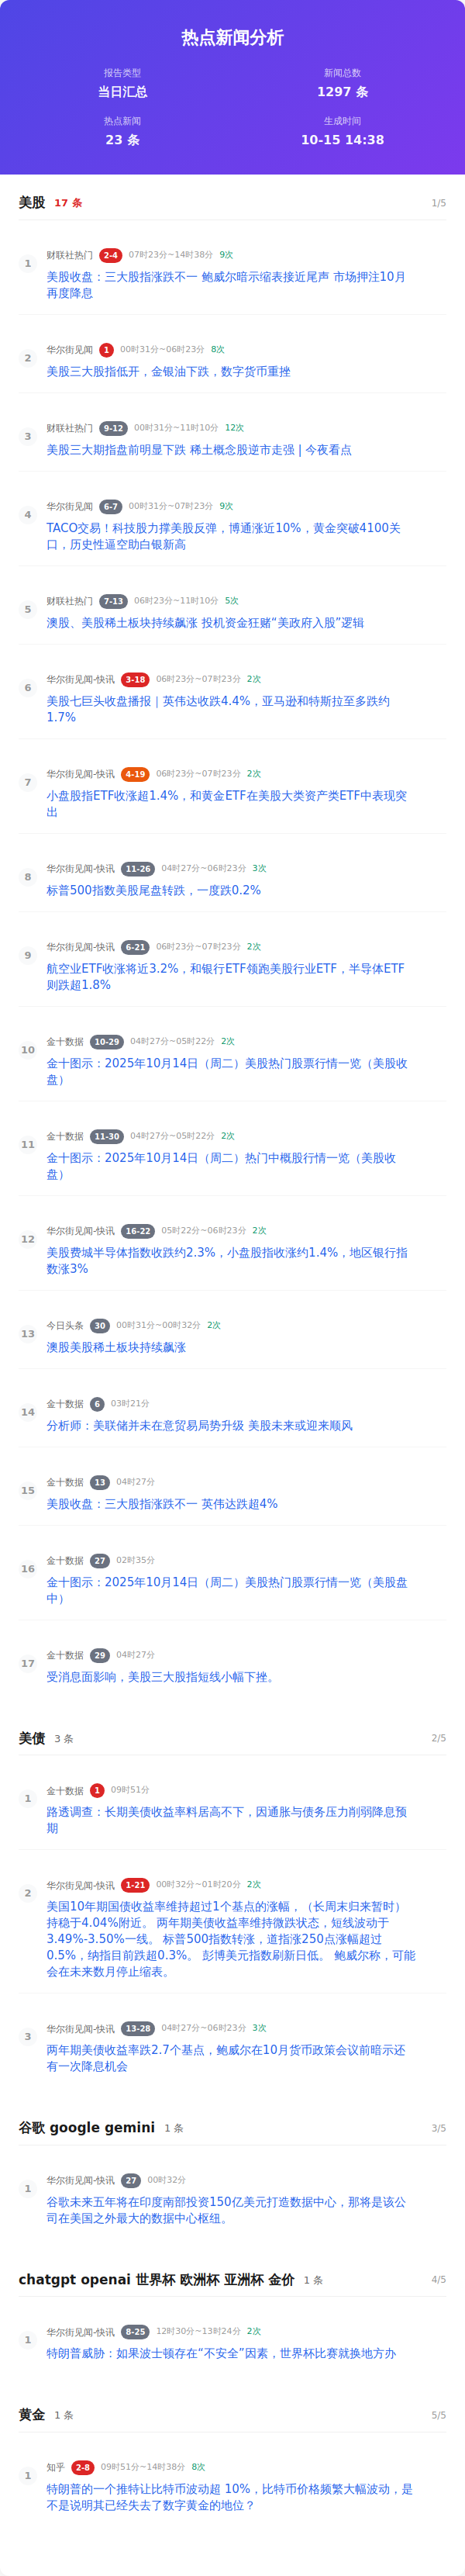 热点新闻分析
报告类型
当日汇总
新闻总数
1297 条
热点新闻
23 条
生成时间
10-15 14:38
美股 17 条 1/5
1
财联社热门 2-4 07时23分~14时38分 9次
美股收盘：三大股指涨跌不一 鲍威尔暗示缩表接近尾声 市场押注10月
再度降息
2
华尔街见闻 1 00时31分~06时23分 8次
美股三大股指低开，金银油下跌，数字货币重挫
3
财联社热门 9-12 00时31分~11时10分 12次
美股三大期指盘前明显下跌 稀土概念股逆市走强 | 今夜看点
4
华尔街见闻 6-7 00时31分~07时23分 9次
TACO交易！科技股力撑美股反弹，博通涨近10%，黄金突破4100关
口，历史性逼空助白银新高
5
财联社热门 7-13 06时23分~11时10分 5次
澳股、美股稀土板块持续飙涨 投机资金狂赌“美政府入股”逻辑
6
华尔街见闻-快讯 3-18 06时23分~07时23分 2次
美股七巨头收盘播报｜英伟达收跌4.4%，亚马逊和特斯拉至多跌约
1.7%
7
华尔街见闻-快讯 4-19 06时23分~07时23分 2次
小盘股指ETF收涨超1.4%，和黄金ETF在美股大类资产类ETF中表现突
出
8
华尔街见闻-快讯 11-26 04时27分~06时23分 3次
标普500指数美股尾盘转跌，一度跌0.2%
9
华尔街见闻-快讯 6-21 06时23分~07时23分 2次
航空业ETF收涨将近3.2%，和银行ETF领跑美股行业ETF，半导体ETF
则跌超1.8%
10
金十数据 10-29 04时27分~05时22分 2次
金十图示：2025年10月14日（周二）美股热门股票行情一览（美股收
盘）
11
金十数据 11-30 04时27分~05时22分 2次
金十图示：2025年10月14日（周二）热门中概股行情一览（美股收
盘）
12
华尔街见闻-快讯 16-22 05时22分~06时23分 2次
美股费城半导体指数收跌约2.3%，小盘股指收涨约1.4%，地区银行指
数涨3%
13
今日头条 30 00时31分~00时32分 2次
澳股美股稀土板块持续飙涨
14
金十数据 6 03时21分
分析师：美联储并未在意贸易局势升级 美股未来或迎来顺风
15
金十数据 13 04时27分
美股收盘：三大股指涨跌不一 英伟达跌超4%
16
金十数据 27 02时35分
金十图示：2025年10月14日（周二）美股热门股票行情一览（美股盘
中）
17
金十数据 29 04时27分
受消息面影响，美股三大股指短线小幅下挫。
美债 3 条 2/5
1
金十数据 1 09时51分
路透调查：长期美债收益率料居高不下，因通胀与债务压力削弱降息预
期
2
华尔街见闻-快讯 1-21 00时32分~01时20分 2次
美国10年期国债收益率维持超过1个基点的涨幅，（长周末归来暂时）
持稳于4.04%附近。 两年期美债收益率维持微跌状态，短线波动于
3.49%-3.50%一线。 标普500指数转涨，道指涨250点涨幅超过
0.5%，纳指目前跌超0.3%。 彭博美元指数刷新日低。 鲍威尔称，可能
会在未来数月停止缩表。
3
华尔街见闻-快讯 13-28 04时27分~06时23分 3次
两年期美债收益率跌2.7个基点，鲍威尔在10月货币政策会议前暗示还
有一次降息机会
谷歌 google gemini 1 条 3/5
1
华尔街见闻-快讯 27 00时32分
谷歌未来五年将在印度南部投资150亿美元打造数据中心，那将是该公
司在美国之外最大的数据中心枢纽。
chatgpt openai 世界杯 欧洲杯 亚洲杯 金价 1 条 4/5
1
华尔街见闻-快讯 8-25 12时30分~13时24分 2次
特朗普威胁：如果波士顿存在“不安全”因素，世界杯比赛就换地方办
黄金 1 条 5/5
1
知乎 2-8 09时51分~14时38分 8次
特朗普的一个推特让比特币波动超 10%，比特币价格频繁大幅波动，是
不是说明其已经失去了数字黄金的地位？